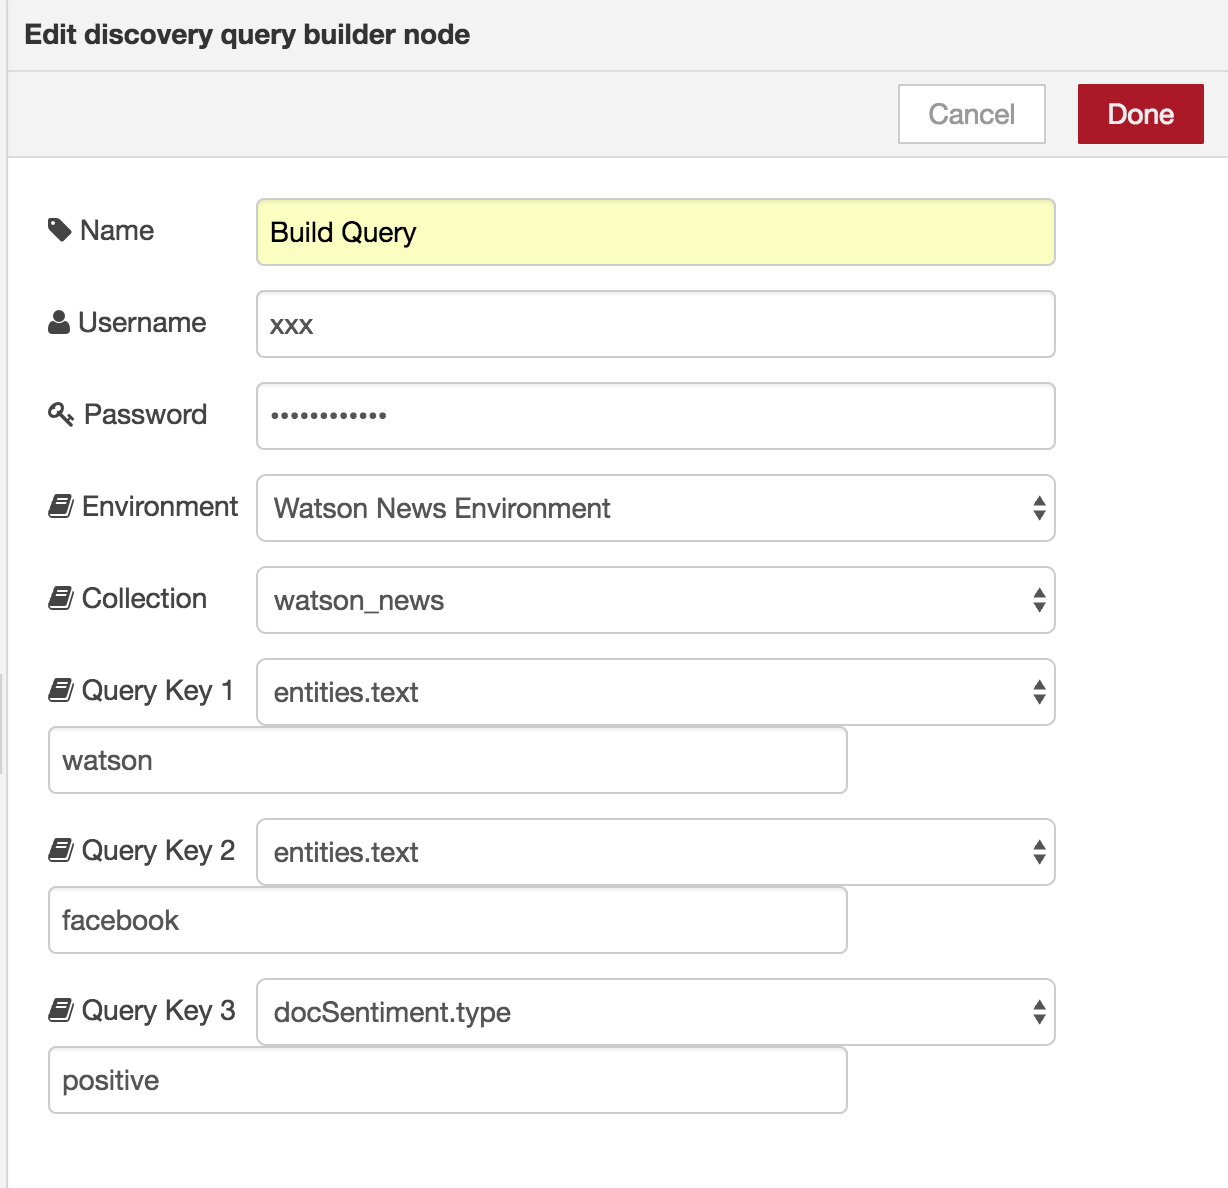 Edit discovery query builder node
Cancel Done
Name Build Query
Username xxx
Password ••••••••••••
Environment Watson News Environment
Collection watson_news
Query Key 1 entities.text
watson
Query Key 2 entities.text
facebook
Query Key 3 docSentiment.type
positive